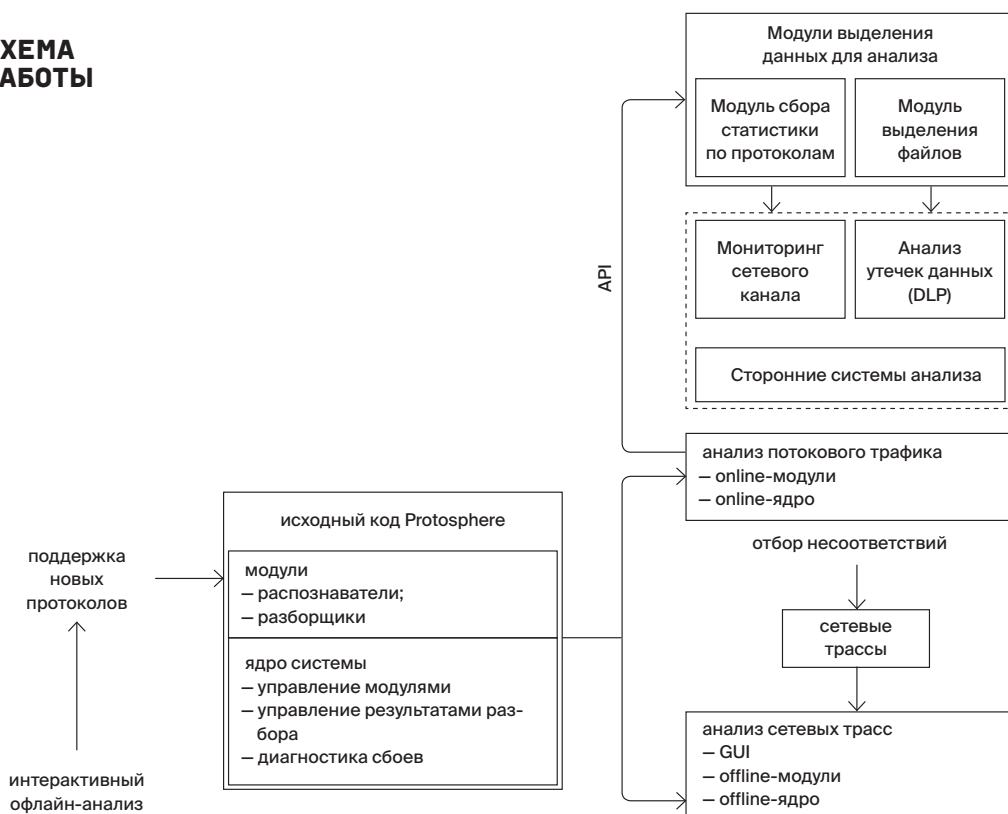 ХЕМА
АБОТЫ
Модули выделения
данных для анализа
Модуль сбора
статистики
по протоколам
Модуль
выделения
файлов
Мониторинг
сетевого
канала
Анализ
утечек данных
(DLP)
Сторонние системы анализа
API
анализ потокового трафика
— online-модули
— online-ядро
отбор несоответствий
сетевые
трассы
анализ сетевых трасс
— GUI
— offline-модули
— offline-ядро
исходный код Protosphere
модули
— распознаватели;
— разборщики
ядро системы
— управление модулями
— управление результатами раз-
бора
— диагностика сбоев
поддержка
новых
протоколов
интерактивный
офлайн-анализ